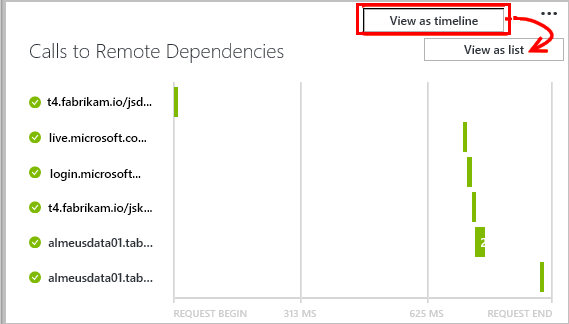 View as timeline
...
View as list
Calls to Remote Dependencies
t4.fabrikam.io/jsd...
live.microsoft.co...
login.microsoft...
t4.fabrikam.io/jsk...
almeusdata01.tab...
2
almeusdata01.tab...
REQUEST BEGIN 313 MS 625 MS REQUEST END